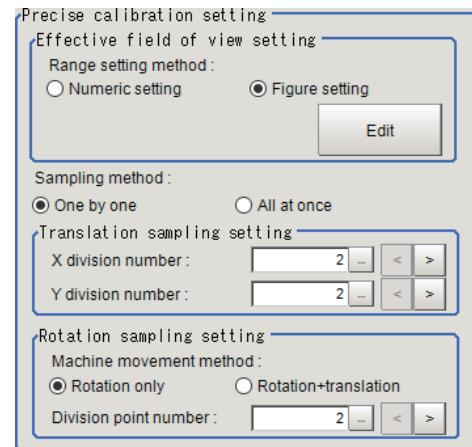 Precise calibration setting
Effective field of view setting
Range setting method :
Numeric setting Figure setting
Edit
Sampling method :
One by one All at once
Translation sampling setting
X division number : 2 ... < >
Y division number : 2 ... < >
Rotation sampling setting
Machine movement method :
Rotation only Rotation+translation
Division point number : 2 ... < >